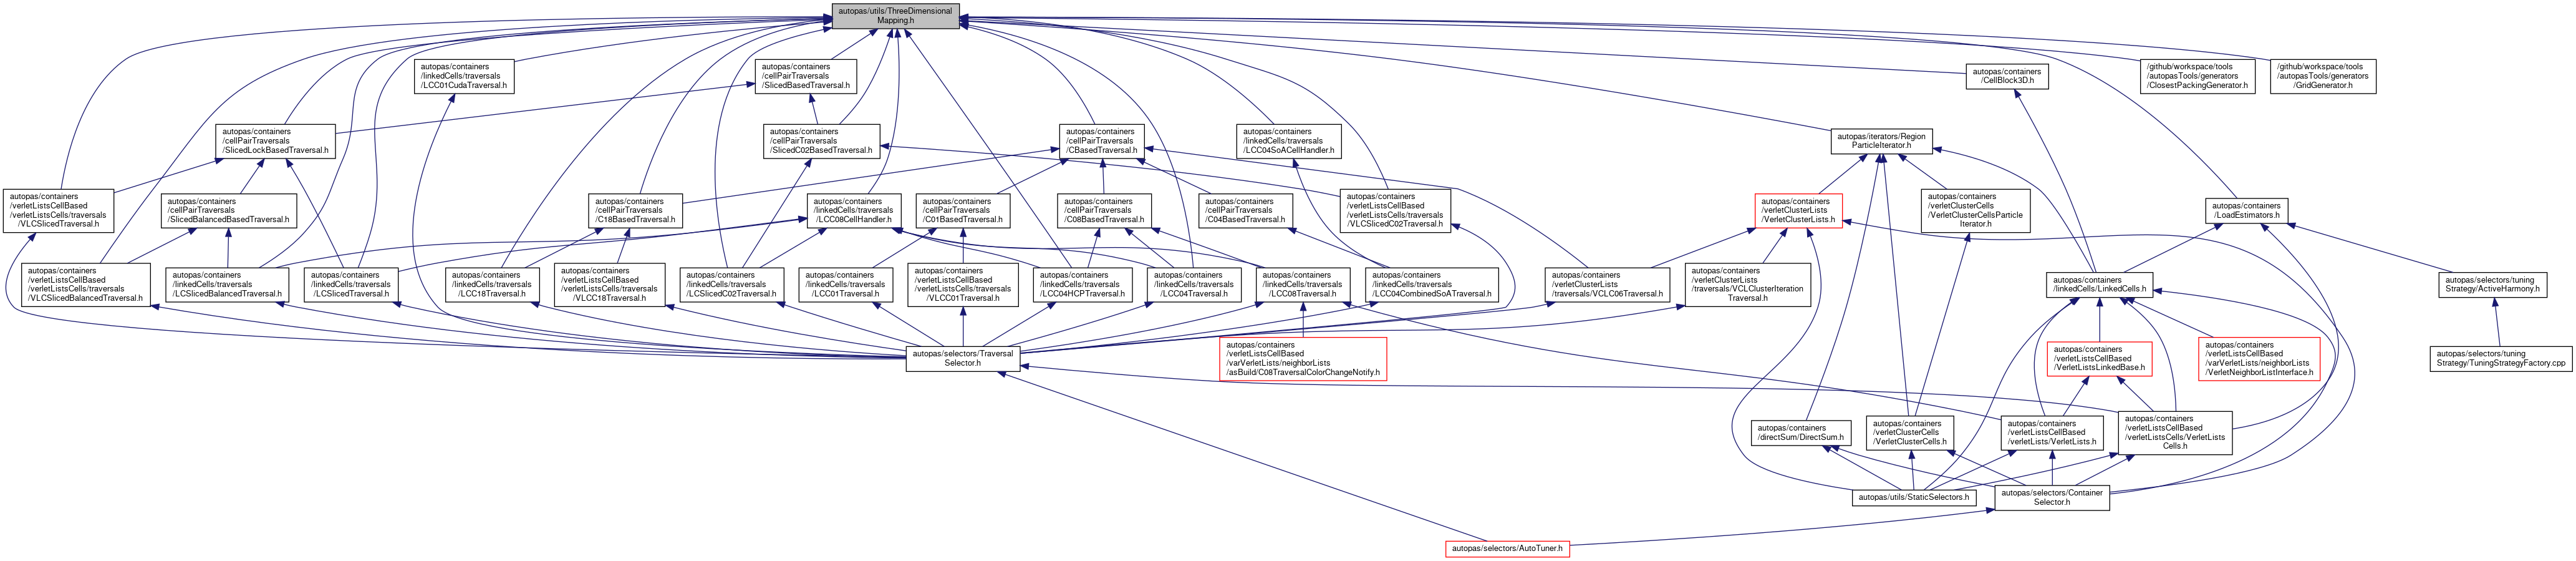 autopas/utils/ThreeDimensional
Mapping.h
autopas/containers
/linkedCells/traversals
/LCC01CudaTraversal.h
autopas/containers
/cellPairTraversals
/SlicedBasedTraversal.h
autopas/containers
/CellBlock3D.h
/github/workspace/tools
/autopasTools/generators
/ClosestPackingGenerator.h
/github/workspace/tools
/autopasTools/generators
/GridGenerator.h
autopas/containers
/cellPairTraversals
/SlicedLockBasedTraversal.h
autopas/containers
/cellPairTraversals
/SlicedC02BasedTraversal.h
autopas/containers
/cellPairTraversals
/CBasedTraversal.h
autopas/containers
/linkedCells/traversals
/LCC04SoACellHandler.h
autopas/iterators/Region
ParticleIterator.h
autopas/containers
/verletListsCellBased
/verletListsCells/traversals
/VLCSlicedTraversal.h
autopas/containers
/cellPairTraversals
/SlicedBalancedBasedTraversal.h
autopas/containers
/cellPairTraversals
/C18BasedTraversal.h
autopas/containers
/linkedCells/traversals
/LCC08CellHandler.h
autopas/containers
/cellPairTraversals
/C01BasedTraversal.h
autopas/containers
/cellPairTraversals
/C08BasedTraversal.h
autopas/containers
/cellPairTraversals
/C04BasedTraversal.h
autopas/containers
/verletListsCellBased
/verletListsCells/traversals
/VLCSlicedC02Traversal.h
autopas/containers
/verletClusterLists
/VerletClusterLists.h
autopas/containers
/verletClusterCells
/VerletClusterCellsParticle
Iterator.h
autopas/containers
/LoadEstimators.h
autopas/containers
/verletListsCellBased
/verletListsCells/traversals
/VLCSlicedBalancedTraversal.h
autopas/containers
/linkedCells/traversals
/LCSlicedBalancedTraversal.h
autopas/containers
/linkedCells/traversals
/LCSlicedTraversal.h
autopas/containers
/linkedCells/traversals
/LCC18Traversal.h
autopas/containers
/verletListsCellBased
/verletListsCells/traversals
/VLCC18Traversal.h
autopas/containers
/linkedCells/traversals
/LCSlicedC02Traversal.h
autopas/containers
/linkedCells/traversals
/LCC01Traversal.h
autopas/containers
/verletListsCellBased
/verletListsCells/traversals
/VLCC01Traversal.h
autopas/containers
/linkedCells/traversals
/LCC04HCPTraversal.h
autopas/containers
/linkedCells/traversals
/LCC04Traversal.h
autopas/containers
/linkedCells/traversals
/LCC08Traversal.h
autopas/containers
/linkedCells/traversals
/LCC04CombinedSoATraversal.h
autopas/containers
/verletClusterLists
/traversals/VCLC06Traversal.h
autopas/containers
/verletClusterLists
/traversals/VCLClusterIteration
Traversal.h
autopas/containers
/linkedCells/LinkedCells.h
autopas/selectors/tuning
Strategy/ActiveHarmony.h
autopas/selectors/Traversal
Selector.h
autopas/containers
/verletListsCellBased
/varVerletLists/neighborLists
/asBuild/C08TraversalColorChangeNotify.h
autopas/containers
/verletListsCellBased
/VerletListsLinkedBase.h
autopas/containers
/verletListsCellBased
/varVerletLists/neighborLists
/VerletNeighborListInterface.h
autopas/selectors/tuning
Strategy/TuningStrategyFactory.cpp
autopas/containers
/directSum/DirectSum.h
autopas/containers
/verletClusterCells
/VerletClusterCells.h
autopas/containers
/verletListsCellBased
/verletLists/VerletLists.h
autopas/containers
/verletListsCellBased
/verletListsCells/VerletLists
Cells.h
autopas/utils/StaticSelectors.h
autopas/selectors/Container
Selector.h
autopas/selectors/AutoTuner.h